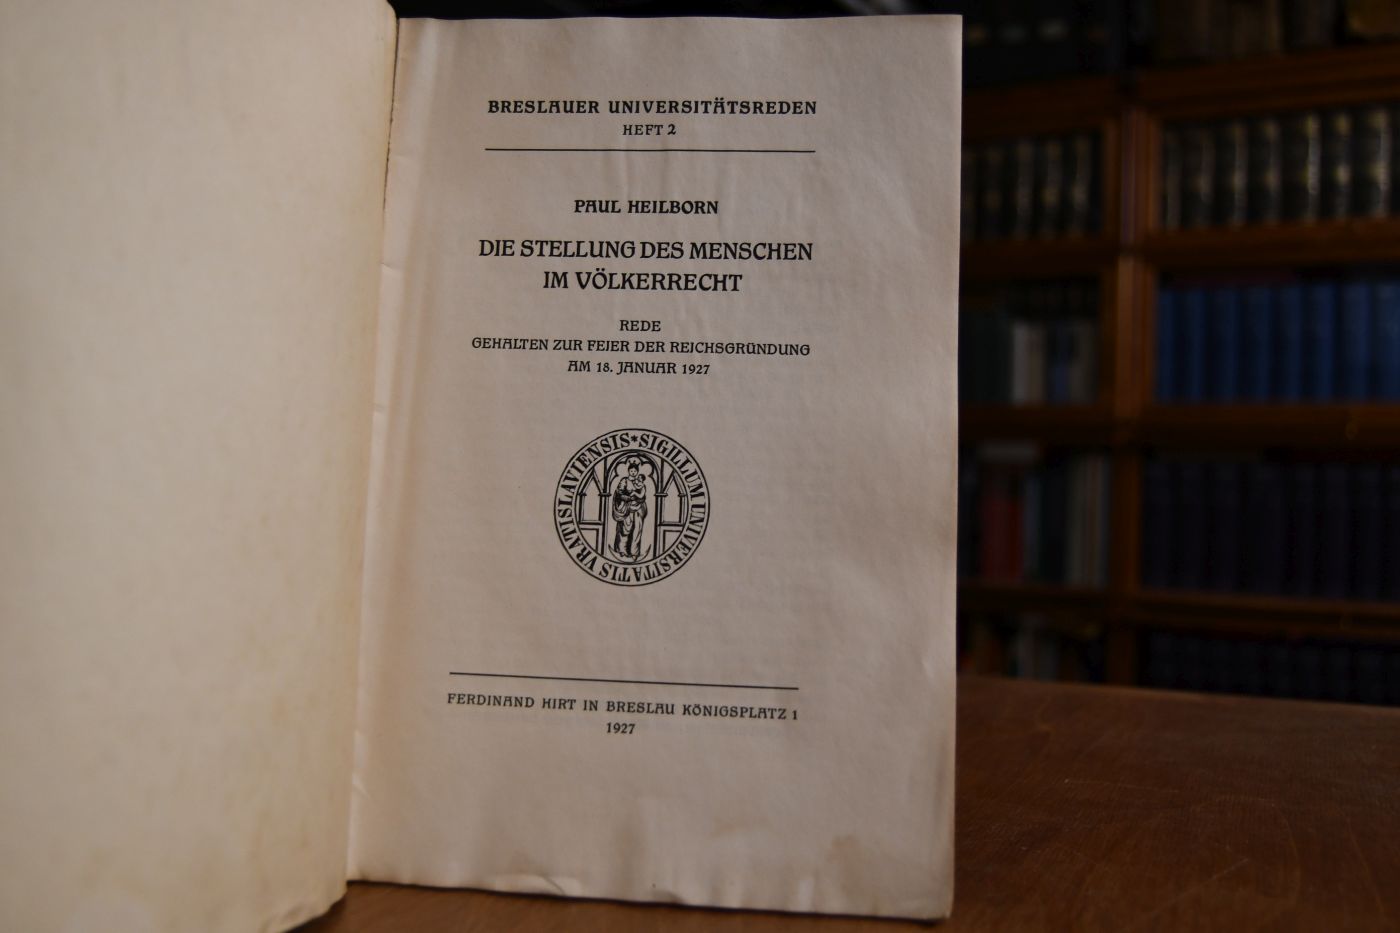 BRESLAUER UNIVERSITÄTSREDEN
HEFT 2
PAUL HEILBORN
DIE STELLUNG DES MENSCHEN
IM VÖLKERRECHT
REDE
GEHALTEN ZUR FEIER DER REICHSGRÜNDUNG
AM 18. JANUAR 1927
SIGILLUM UNIVERSITATIS VRATISLAVIENSIS *
FERDINAND HIRT IN BRESLAU KÖNIGSPLATZ 1
1927